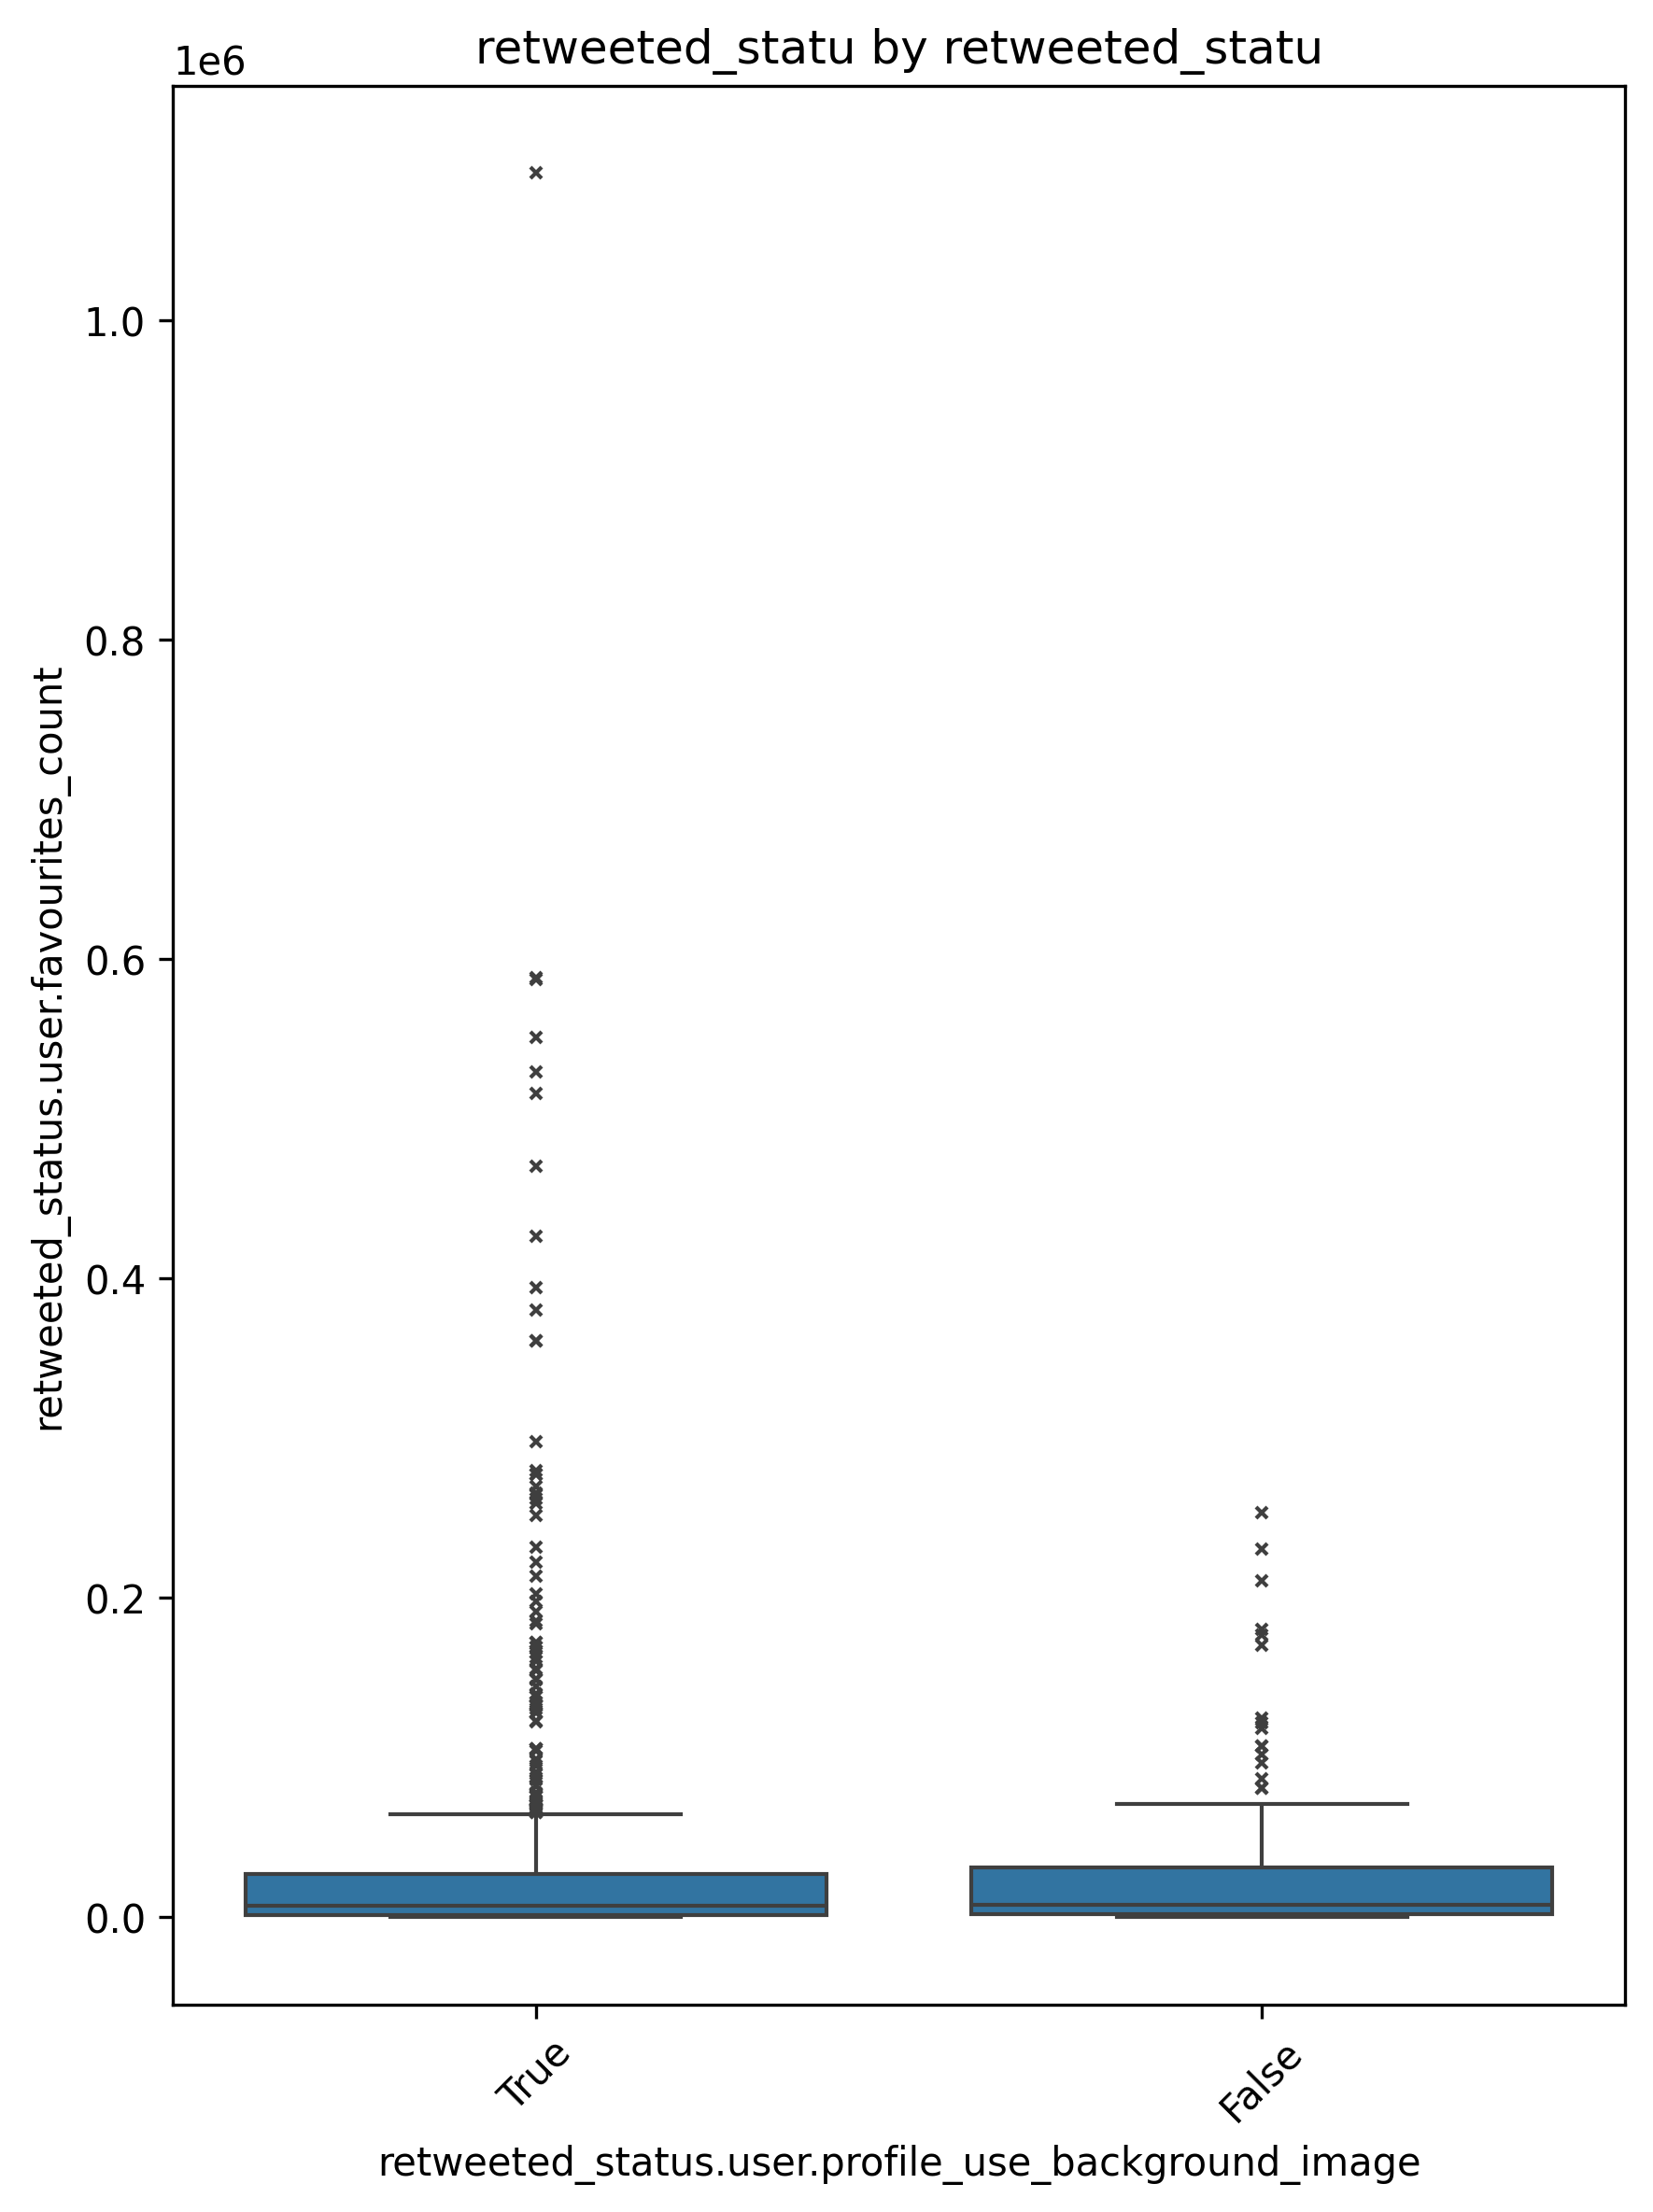 retweeted_statu by retweeted_statu
1e6
1.0
0.8
0.6
0.4
0.2
0.0
retweeted_status.user.favourites_count
True
False
retweeted_status.user.profile_use_background_image